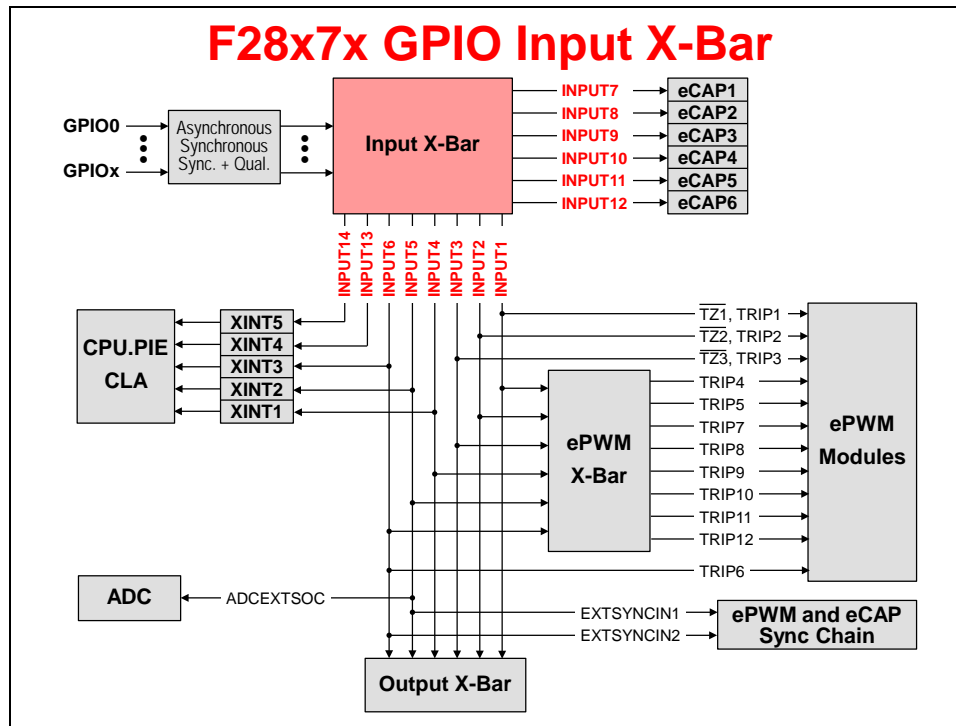 F28x7x GPIO Input X-Bar
GPIO0
GPIOx
Asynchronous
Synchronous
Sync. + Qual.
Input X-Bar
INPUT7
INPUT8
INPUT9
INPUT10
INPUT11
INPUT12
eCAP1
eCAP2
eCAP3
eCAP4
eCAP5
eCAP6
INPUT14
INPUT13
INPUT6
INPUT5
INPUT4
INPUT3
INPUT2
INPUT1
CPU.PIE
CLA
XINT5
XINT4
XINT3
XINT2
XINT1
TZ1, TRIP1
TZ2, TRIP2
TZ3, TRIP3
ePWM
X-Bar
TRIP4
TRIP5
TRIP7
TRIP8
TRIP9
TRIP10
TRIP11
TRIP12
TRIP6
ePWM
Modules
ADC
ADCEXTSOC
EXTSYNCIN1
EXTSYNCIN2
ePWM and eCAP
Sync Chain
Output X-Bar